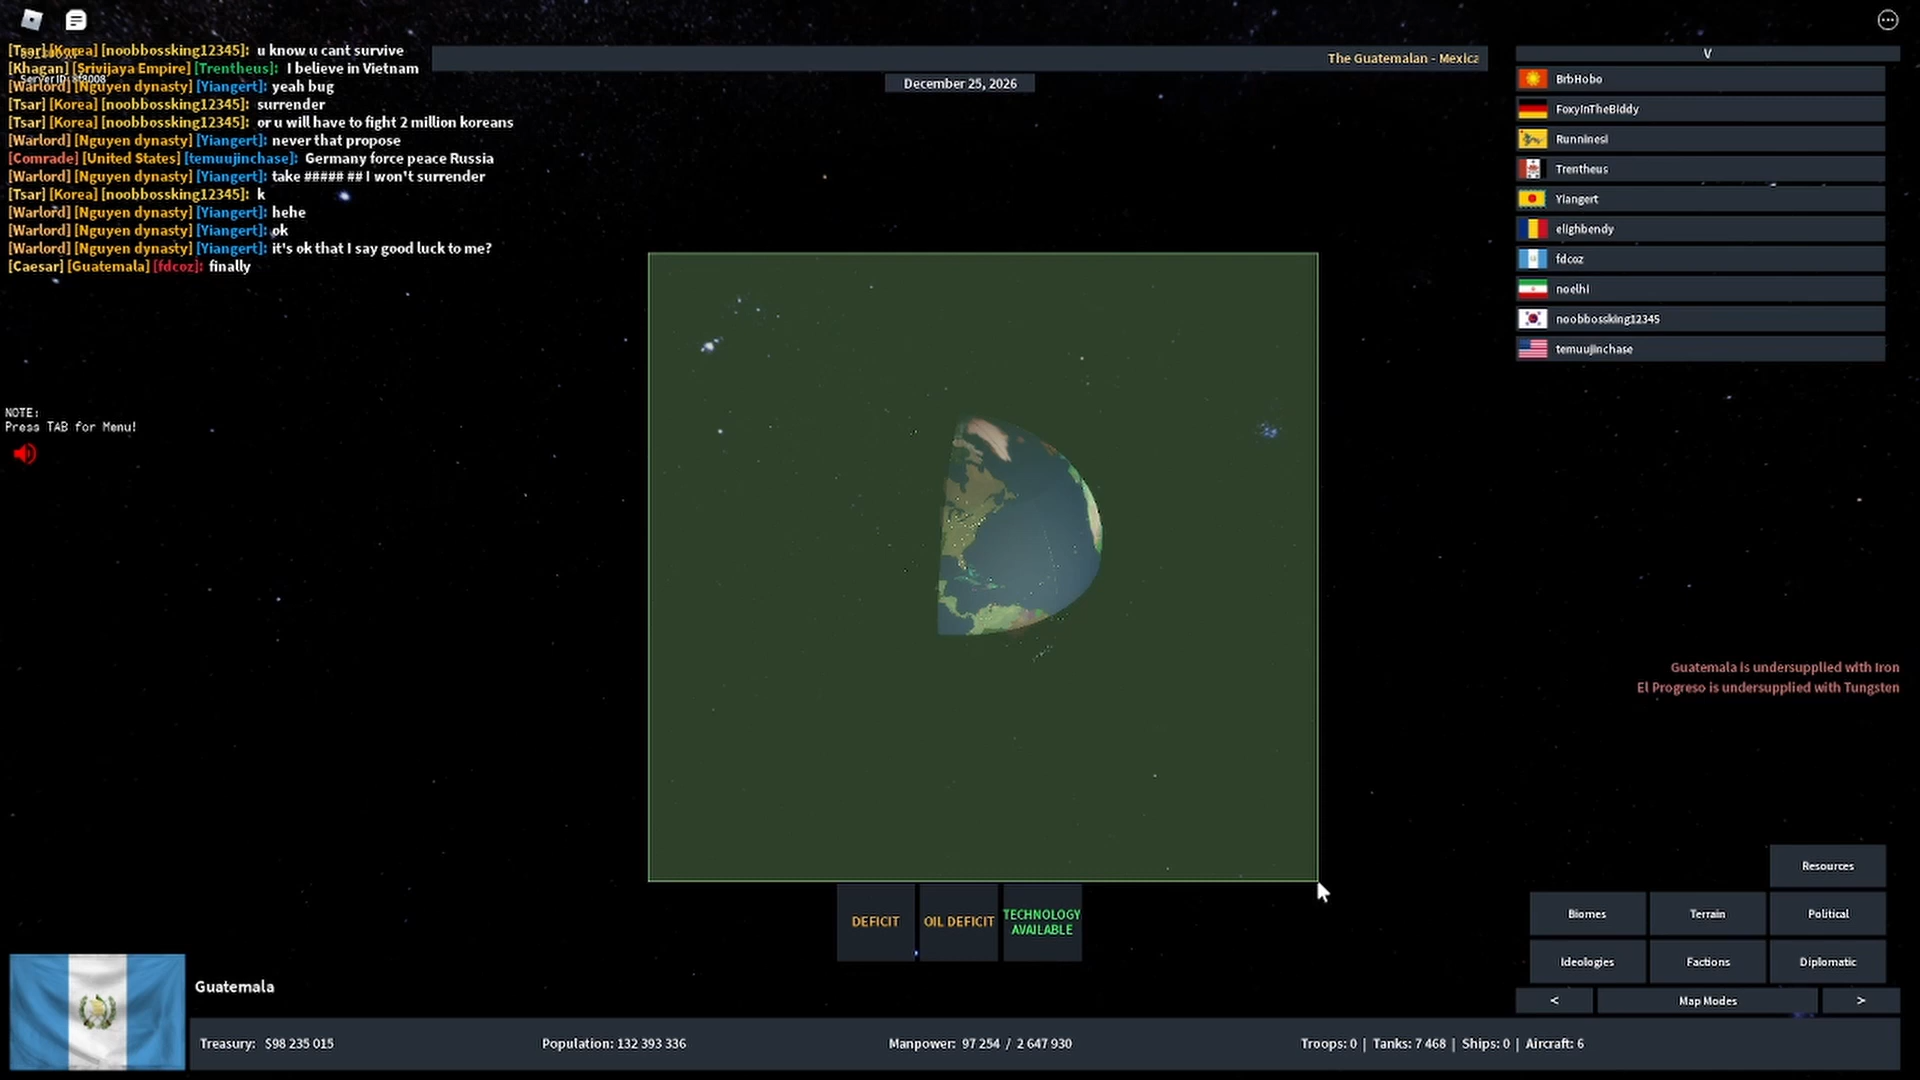 [Tsar] [Korea] [noobbossking12345]: u know u cant survive
[Khagan] [Srivijaya Empire] [Trentheus]: I believe in Vietnam
[Warlord] [Nguyen dynasty] [Yiangert]: yeah bug
[Tsar] [Korea] [noobbossking12345]: surrender
[Tsar] [Korea] [noobbossking12345]: or u will have to fight 2 million koreans
[Warlord] [Nguyen dynasty] [Yiangert]: never that propose
[Comrade] [United States] [temuujinchase]: Germany force peace Russia
[Warlord] [Nguyen dynasty] [Yiangert]: take ##### ## I won't surrender
[Tsar] [Korea] [noobbossking12345]: k
[Warlord] [Nguyen dynasty] [Yiangert]: hehe
[Warlord] [Nguyen dynasty] [Yiangert]: ok
[Warlord] [Nguyen dynasty] [Yiangert]: it's ok that I say good luck to me?
[Caesar] [Guatemala] [fdcoz]: finally
Server ID:
The Guatemalan - Mexica
December 25, 2026
V
BrbHobo
FoxyInTheBiddy
Runninesi
Trentheus
Yiangert
elighbendy
fdcoz
noelhi
noobbossking12345
temuujinchase
NOTE:
Press TAB for Menu!
Guatemala is undersupplied with Iron
El Progreso is undersupplied with Tungsten
DEFICIT
OIL DEFICIT
TECHNOLOGY
AVAILABLE
Resources
Biomes
Terrain
Political
Ideologies
Factions
Diplomatic
<
Map Modes
>
Guatemala
Treasury: $98 235 015
Population: 132 393 336
Manpower: 97 254 / 2 647 930
Troops: 0 | Tanks: 7 468 | Ships: 0 | Aircraft: 6